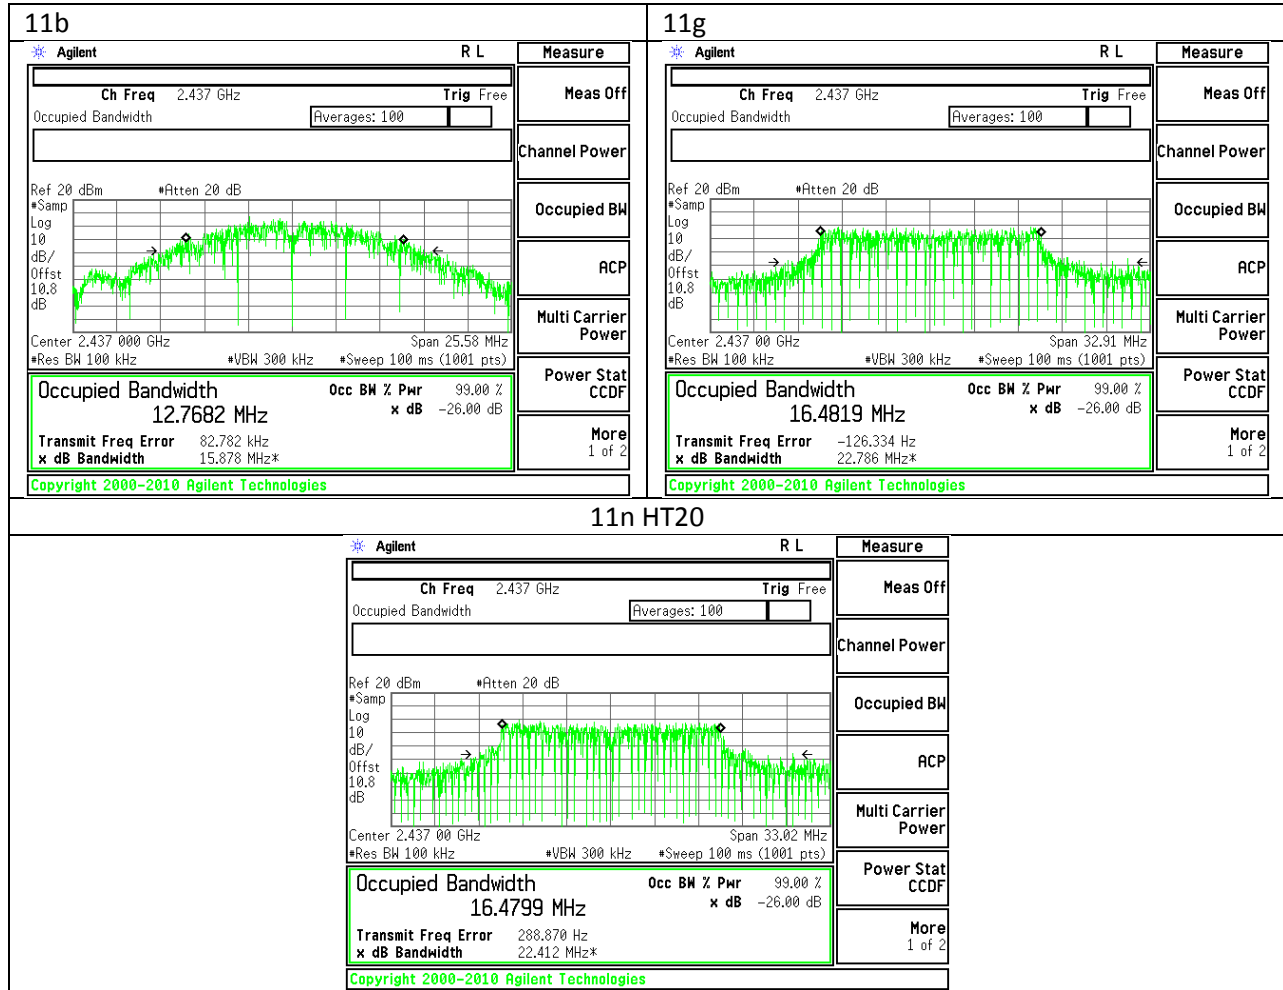 11b
Agilent R L Measure
Ch Freq 2.437 GHz Trig Free Meas Off
Occupied Bandwidth Averages: 100
Channel Power
Ref 20 dBm #Atten 20 dB
#Samp Occupied BW
Log
10
dB/
Offst ACP
10.8
dB
Multi Carrier
Power
Center 2.437 000 GHz Span 25.58 MHz
#Res BW 100 kHz #VBW 300 kHz #Sweep 100 ms (1001 pts)
Power Stat
CCDF
Occupied Bandwidth Occ BW % Pwr 99.00 %
12.7682 MHz x dB -26.00 dB
More
1 of 2
Transmit Freq Error 82.782 kHz
x dB Bandwidth 15.878 MHz*
Copyright 2000-2010 Agilent Technologies
11g
Agilent R L Measure
Ch Freq 2.437 GHz Trig Free Meas Off
Occupied Bandwidth Averages: 100
Channel Power
Ref 20 dBm #Atten 20 dB
#Samp Occupied BW
Log
10
dB/
Offst ACP
10.8
dB
Multi Carrier
Power
Center 2.437 00 GHz Span 32.91 MHz
#Res BW 100 kHz #VBW 300 kHz #Sweep 100 ms (1001 pts)
Power Stat
CCDF
Occupied Bandwidth Occ BW % Pwr 99.00 %
16.4819 MHz x dB -26.00 dB
More
1 of 2
Transmit Freq Error -126.334 Hz
x dB Bandwidth 22.786 MHz*
Copyright 2000-2010 Agilent Technologies
11n HT20
Agilent R L Measure
Ch Freq 2.437 GHz Trig Free Meas Off
Occupied Bandwidth Averages: 100
Channel Power
Ref 20 dBm #Atten 20 dB
#Samp Occupied BW
Log
10
dB/
Offst ACP
10.8
dB
Multi Carrier
Power
Center 2.437 00 GHz Span 33.02 MHz
#Res BW 100 kHz #VBW 300 kHz #Sweep 100 ms (1001 pts)
Power Stat
CCDF
Occupied Bandwidth Occ BW % Pwr 99.00 %
16.4799 MHz x dB -26.00 dB
More
1 of 2
Transmit Freq Error 288.870 Hz
x dB Bandwidth 22.412 MHz*
Copyright 2000-2010 Agilent Technologies